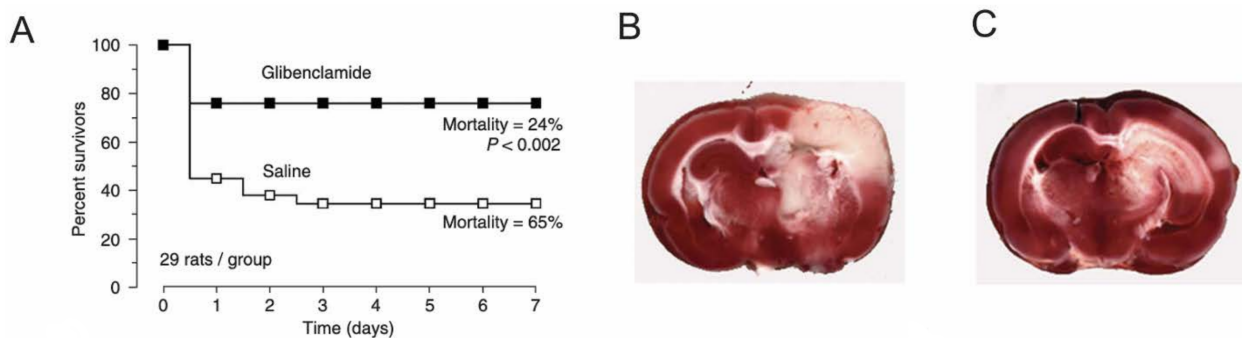 A
B
C
Percent survivors
100
80
60
40
20
0
Glibenclamide
Mortality = 24%
P < 0.002
Saline
Mortality = 65%
29 rats / group
0 1 2 3 4 5 6 7
Time (days)